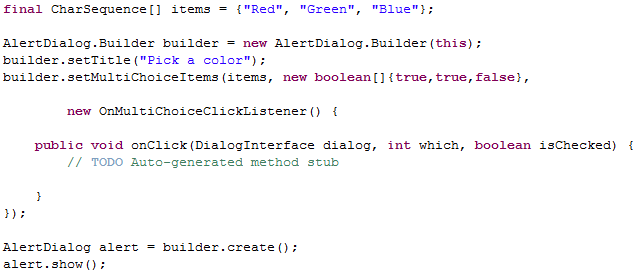 final CharSequence[] items = {"Red", "Green", "Blue"};
AlertDialog.Builder builder = new AlertDialog.Builder(this);
builder.setTitle("Pick a color");
builder.setMultiChoiceItems(items, new boolean[]{true,true,false},
new OnMultiChoiceClickListener() {
public void onClick(DialogInterface dialog, int which, boolean isChecked) {
// TODO Auto-generated method stub
}
});
AlertDialog alert = builder.create();
alert.show();